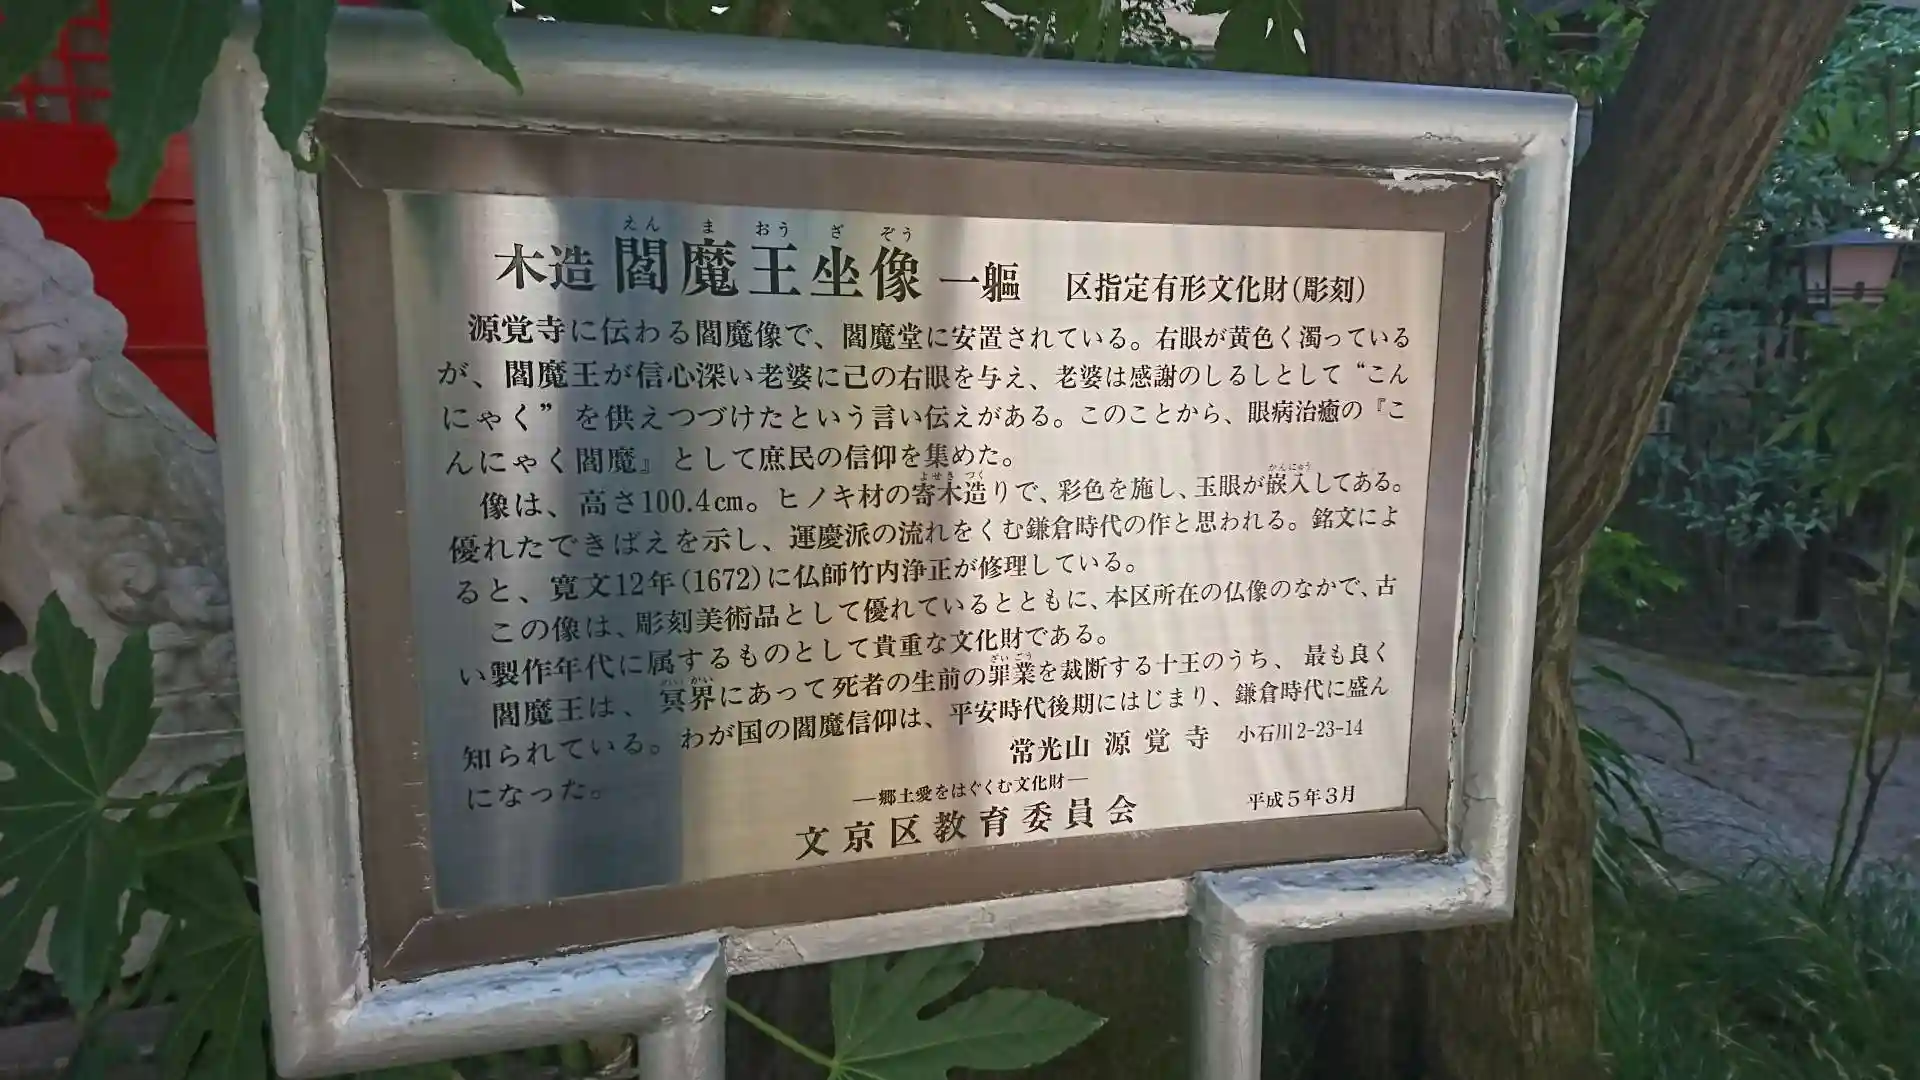 えん ま おう ざ ぞう
木造 閻魔王坐像 一軀 区指定有形文化財(彫刻)
源覚寺に伝わる閻魔像で、閻魔堂に安置されている。右眼が黄色く濁っている
が、閻魔王が信心深い老婆に己の右眼を与え、老婆は感謝のしるしとして“こん
にゃく”を供えつづけたという言い伝えがある。このことから、眼病治癒の『こ
んにゃく閻魔』として庶民の信仰を集めた。
よせぎ づく かんにゅう
像は、高さ100.4cm。ヒノキ材の寄木造りで、彩色を施し、玉眼が嵌入してある。
優れたできばえを示し、運慶派の流れをくむ鎌倉時代の作と思われる。銘文によ
ると、寛文12年(1672)に仏師竹内浄正が修理している。
この像は、彫刻美術品として優れているとともに、本区所在の仏像のなかで、古
い製作年代に属するものとして貴重な文化財である。
めいかい ざいごう
閻魔王は、冥界にあって死者の生前の罪業を裁断する十王のうち、最も良く
知られている。わが国の閻魔信仰は、平安時代後期にはじまり、鎌倉時代に盛ん
になった。
常光山 源覚寺 小石川2-23-14
―郷土愛をはぐくむ文化財―
文京区教育委員会 平成5年3月